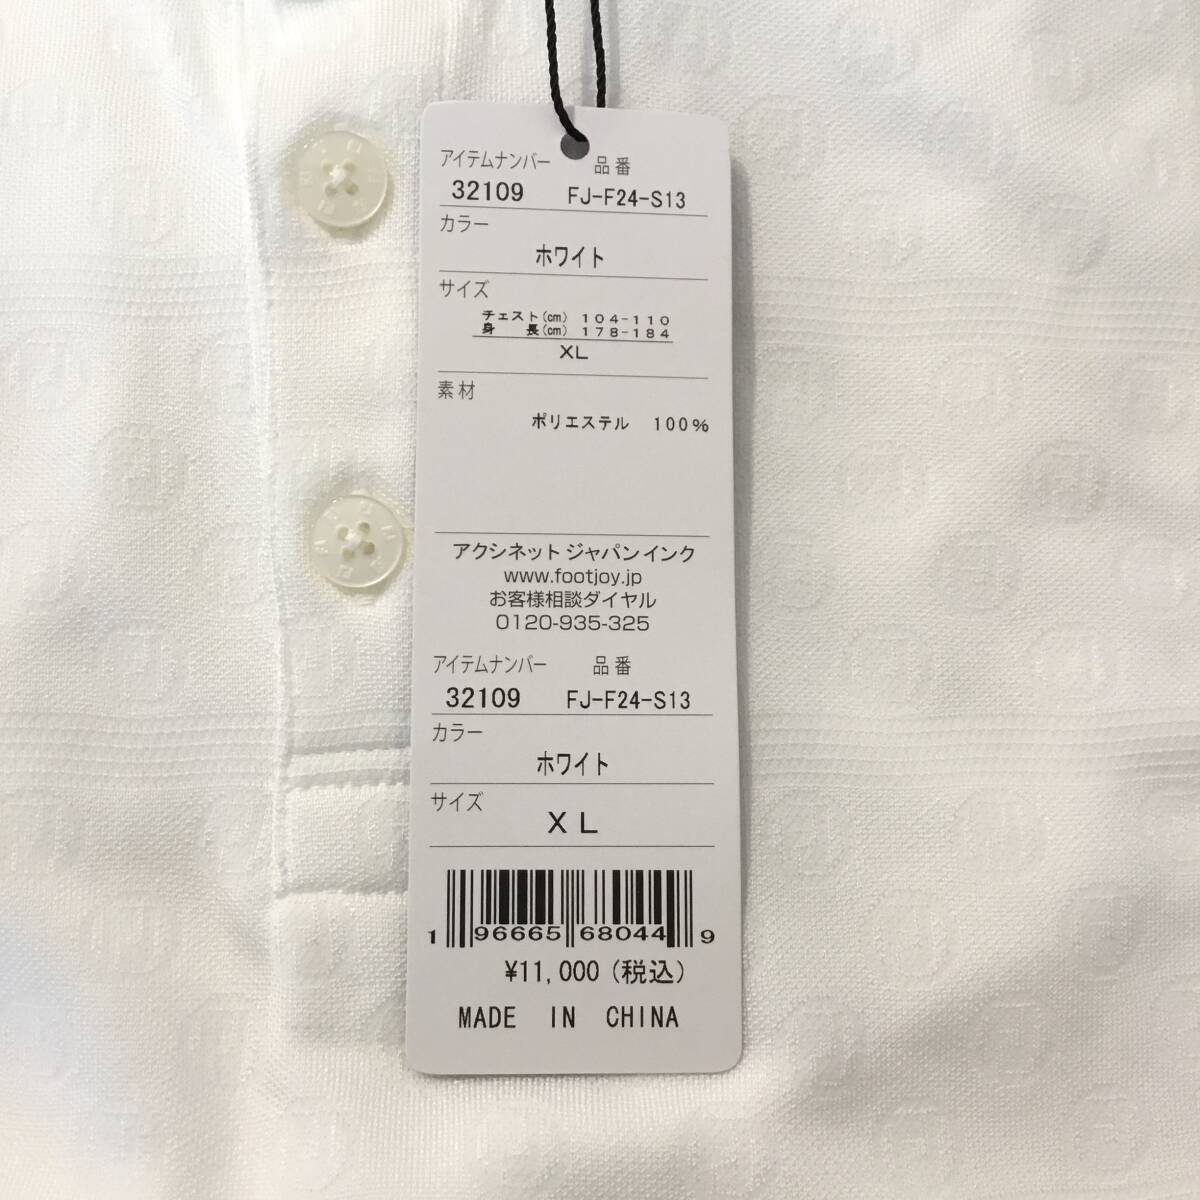 アイテムナンバー 品番
32109 FJ-F24-S13
カラー
ホワイト
サイズ
チェスト(cm) 104-110
身長(cm) 178-184
XL
素材
ポリエステル 100%
アクシネット ジャパン インク
www.footjoy.jp
お客様相談ダイヤル
0120-935-325
アイテムナンバー 品番
32109 FJ-F24-S13
カラー
ホワイト
サイズ
XL
1 96665 68044 9
¥11,000(税込)
MADE IN CHINA